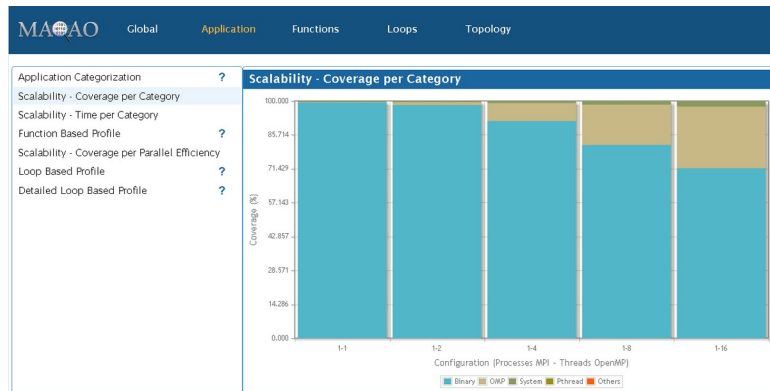 MAQAO Global Application Functions Loops Topology
Application Categorization ?
Scalability - Coverage per Category
Scalability - Time per Category
Function Based Profile ?
Scalability - Coverage per Parallel Efficiency
Loop Based Profile ?
Detailed Loop Based Profile ?
Scalability - Coverage per Category
100.000
85.714
71.429
57.143
42.857
28.571
14.286
0.000
Coverage (%)
1-1 1-2 1-4 1-8 1-16
Configuration (Processes MPI - Threads OpenMP)
Binary OMP System Pthread Others